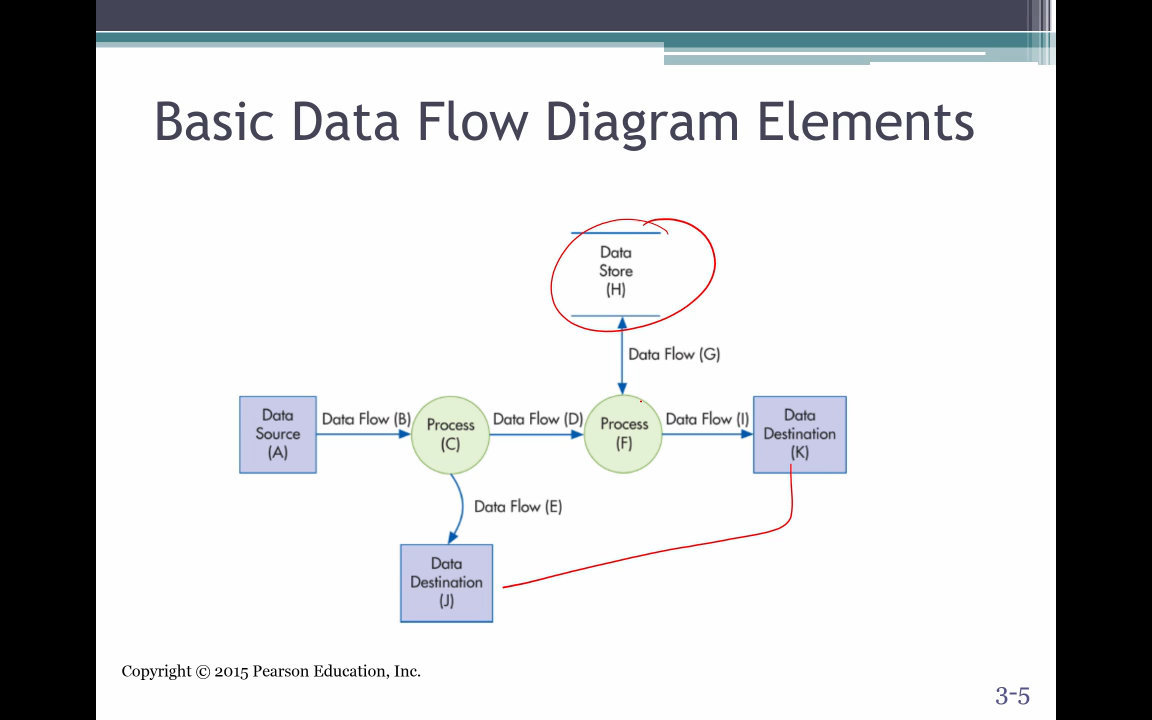 Basic Data Flow Diagram Elements
Data
Store
(H)
Data Flow (G)
Data
Source
(A)
Data Flow (B)
Process
(C)
Data Flow (D)
Process
(F)
Data Flow (I)
Data
Destination
(K)
Data Flow (E)
Data
Destination
(J)
Copyright © 2015 Pearson Education, Inc.
3-5